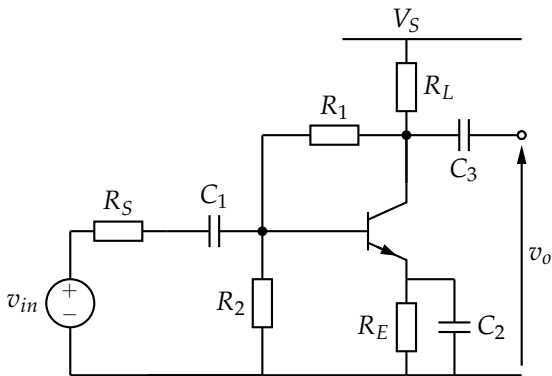 V_S
R_L
R_1
C_3
R_S
C_1
v_in
+
−
R_2
R_E
C_2
v_o